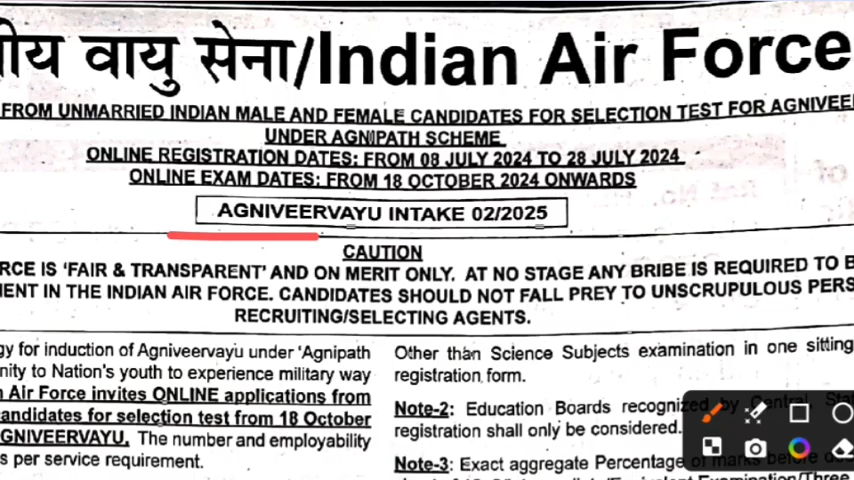 वायु सेना/Indian Air Force
FROM UNMARRIED INDIAN MALE AND FEMALE CANDIDATES FOR SELECTION TEST FOR
UNDER AGNIPATH SCHEME
ONLINE REGISTRATION DATES: FROM 08 JULY 2024 TO 28 JULY 2024
ONLINE EXAM DATES: FROM 18 OCTOBER 2024 ONWARDS
AGNIVEERVAYU INTAKE 02/2025
CAUTION
IS 'FAIR & TRANSPARENT' AND ON MERIT ONLY. AT NO STAGE ANY BRIBE IS REQUIRED TO
IN THE INDIAN AIR FORCE. CANDIDATES SHOULD NOT FALL PREY TO UNSCRUPULOUS
RECRUITING/SELECTING AGENTS.
for induction of Agniveervayu under 'Agnipath
to Nation's youth to experience military way
Air Force invites ONLINE applications from
candidates for selection test from 18 October
AGNIVEERVAYU. The number and employability
per service requirement.
Other than Science Subjects examination in one sitting
registration form.
Note-2: Education Boards recognized by Central,
registration shall only be considered.
Note-3: Exact aggregate Percentage of marks before